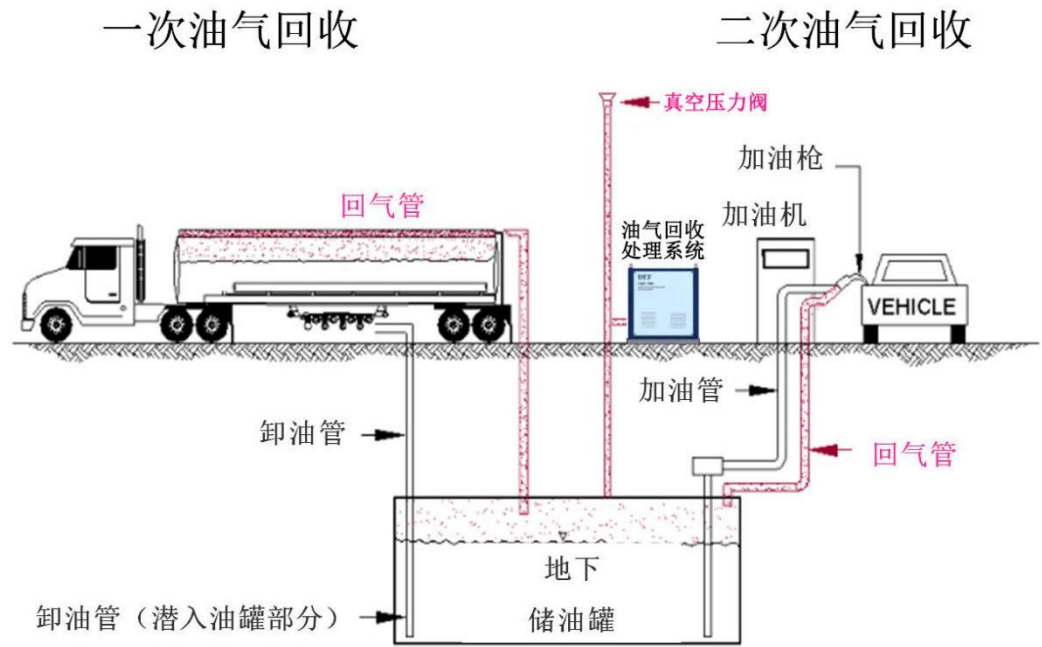 一次油气回收
二次油气回收
真空压力阀
加油枪
回气管
加油机
油气回收
处理系统
DEF
VEHICLE
加油管
卸油管
回气管
地下
卸油管（潜入油罐部分）
储油罐